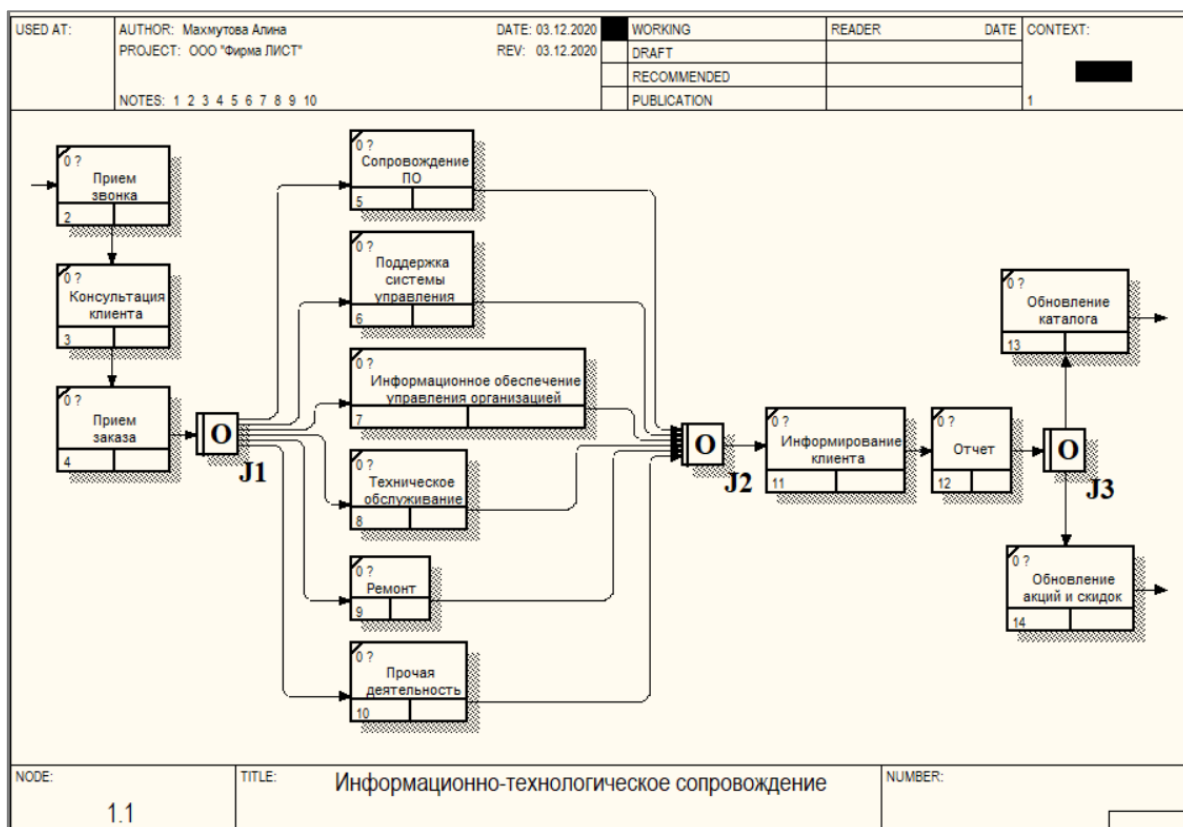 USED AT:
AUTHOR: Махмутова Алина
DATE: 03.12.2020
PROJECT: ООО "Фирма ЛИСТ"
REV: 03.12.2020
NOTES: 1 2 3 4 5 6 7 8 9 10
WORKING
DRAFT
RECOMMENDED
PUBLICATION
READER
DATE
CONTEXT:
1
0 ?
Прием
звонка
2
0 ?
Консультация
клиента
3
0 ?
Прием
заказа
4
O
J1
0 ?
Сопровождение
ПО
5
0 ?
Поддержка
системы
управления
6
0 ?
Информационное обеспечение
управления организацией
7
0 ?
Техническое
обслуживание
8
0 ?
Ремонт
9
0 ?
Прочая
деятельность
10
O
J2
0 ?
Информирование
клиента
11
0 ?
Отчет
12
O
J3
0 ?
Обновление
каталога
13
0 ?
Обновление
акций и скидок
14
NODE:
1.1
TITLE:
Информационно-технологическое сопровождение
NUMBER: